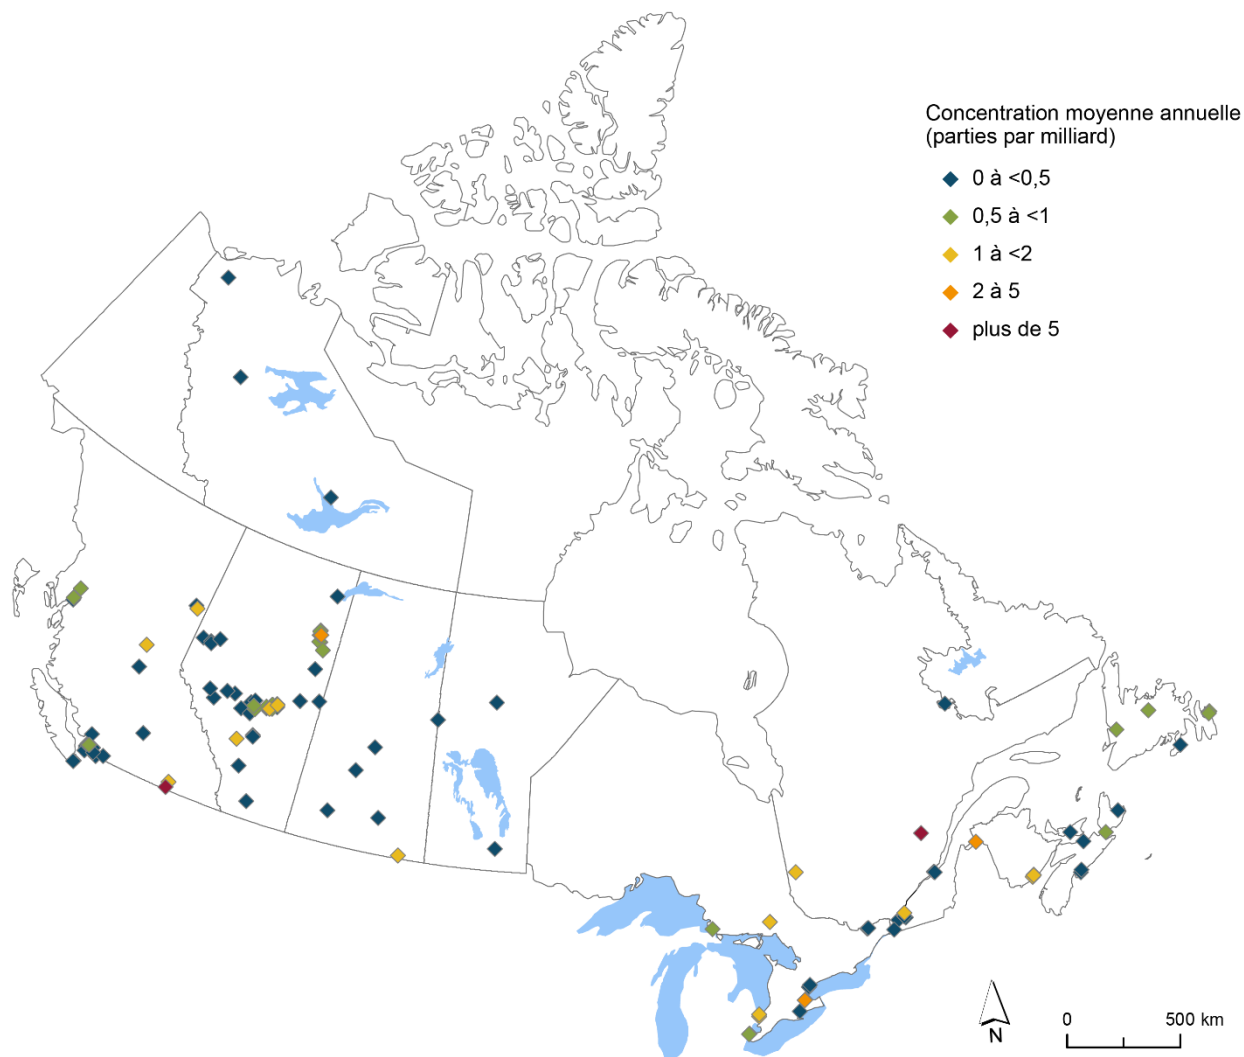 Concentration moyenne annuelle
(parties par milliard)
0 à <0,5
0,5 à <1
1 à <2
2 à 5
plus de 5
N
0
500 km